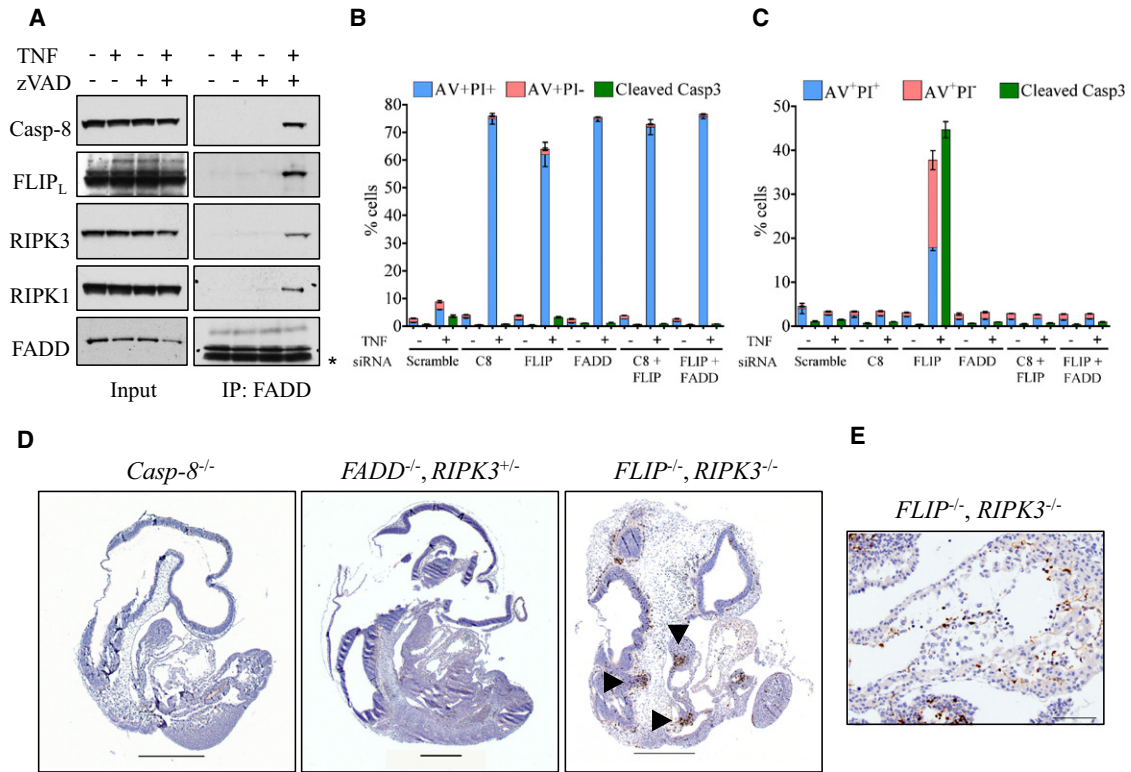 A
TNF - + - + - + - +
zVAD - - + + - - + +
Casp-8
FLIPL
RIPK3
RIPK1
FADD
*
Input IP: FADD
B
AV+PI+ AV+PI- Cleaved Casp3
% cells
80
70
60
50
40
30
20
10
0
TNF - + - + - + - + - + - +
siRNA Scramble C8 FLIP FADD C8 + FLIP +
FLIP FADD
C
AV+PI+ AV+PI- Cleaved Casp3
% cells
50
40
30
20
10
0
TNF - + - + - + - + - + - +
siRNA Scramble C8 FLIP FADD C8 + FLIP +
FLIP FADD
D
Casp-8-/-
FADD-/-, RIPK3+/-
FLIP-/-, RIPK3-/-
E
FLIP-/-, RIPK3-/-